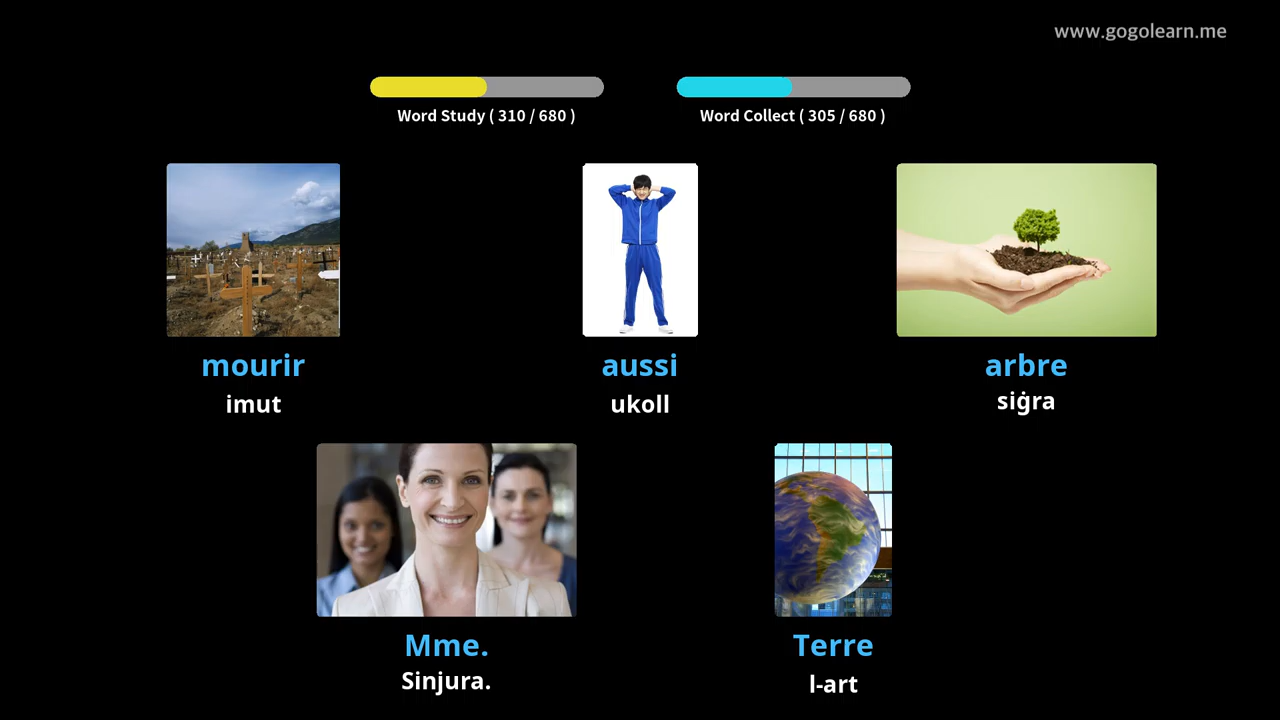 www.gogolearn.me
Word Study ( 310 / 680 )
Word Collect ( 305 / 680 )
mourir
imut
aussi
ukoll
arbre
siġra
Mme.
Sinjura.
Terre
l-art